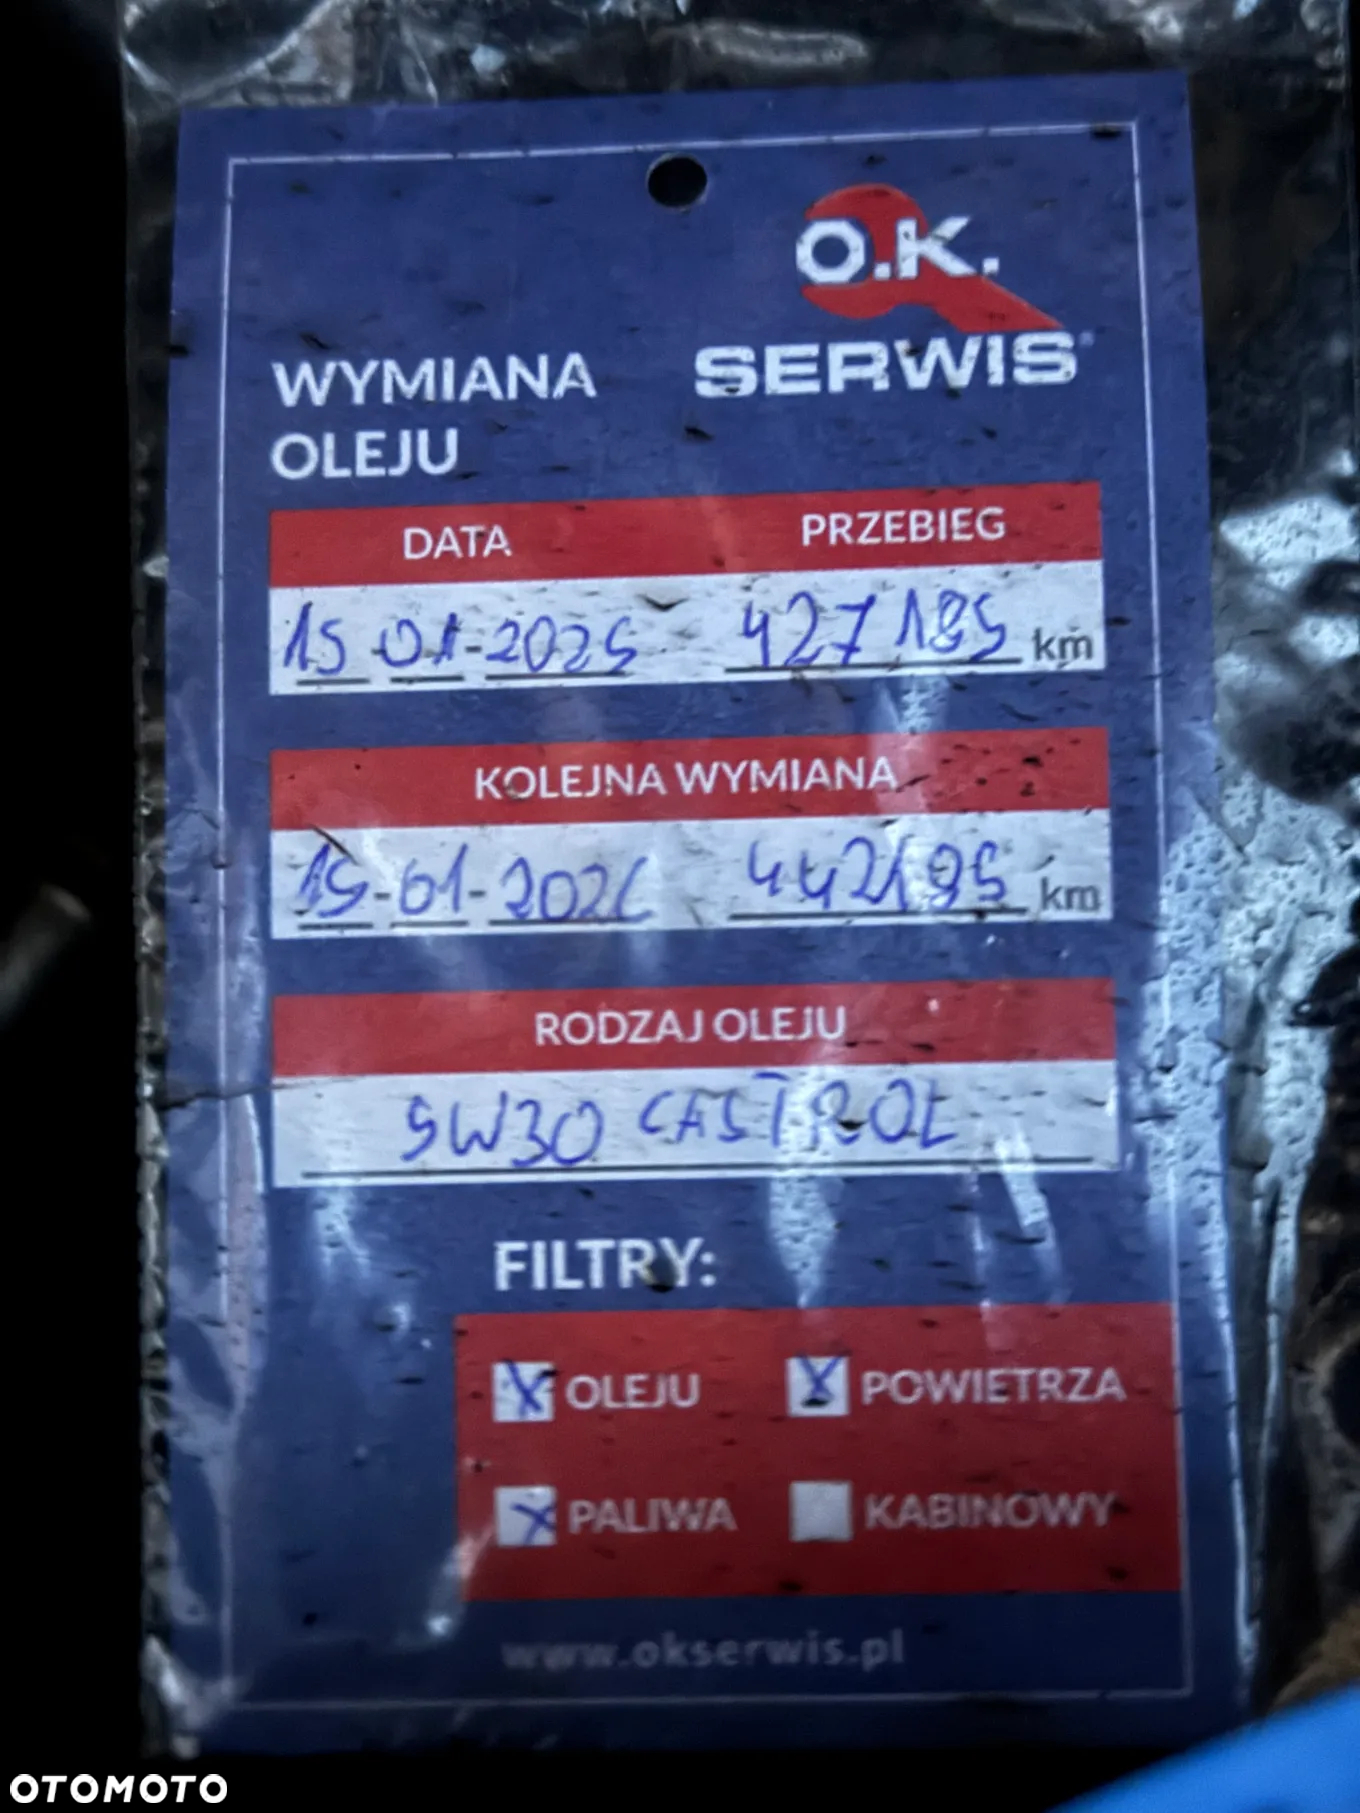 O.K.
SERWIS
WYMIANA
OLEJU
DATA PRZEBIEG
15-01-2025 427185 km
KOLEJNA WYMIANA
15-01-2026 442185 km
RODZAJ OLEJU
5W30 CASTROL
FILTRY:
X OLEJU X POWIETRZA
X PALIWA KABINOWY
www.okserwis.pl
OTOMOTO